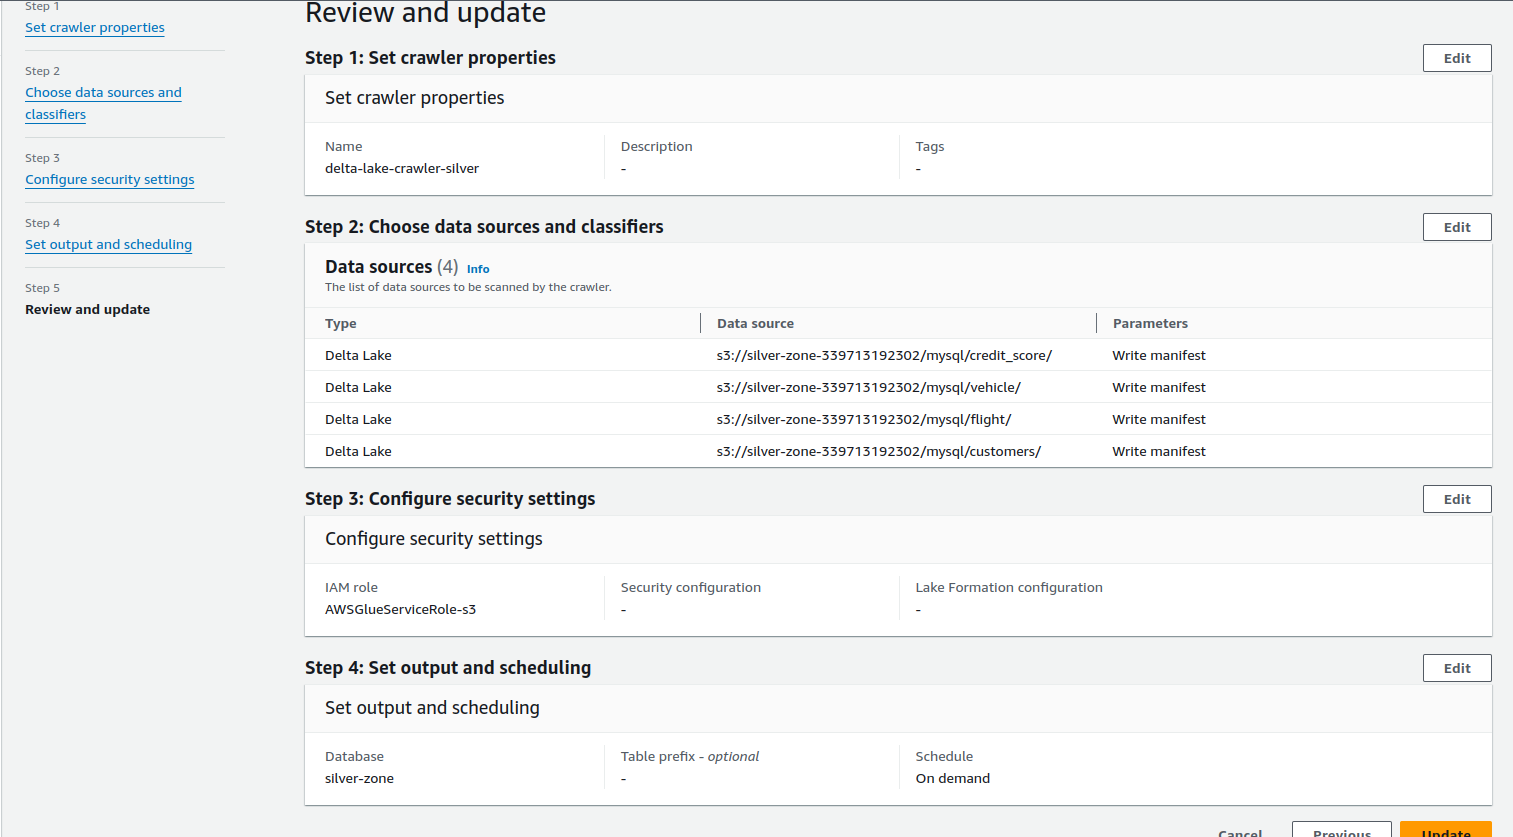 Step 1
Set crawler properties
Step 2
Choose data sources and
classifiers
Step 3
Configure security settings
Step 4
Set output and scheduling
Step 5
Review and update
Review and update
Step 1: Set crawler properties
Edit
Set crawler properties
Name Description Tags
delta-lake-crawler-silver - -
Step 2: Choose data sources and classifiers
Edit
Data sources (4) Info
The list of data sources to be scanned by the crawler.
Type Data source Parameters
Delta Lake s3://silver-zone-339713192302/mysql/credit_score/ Write manifest
Delta Lake s3://silver-zone-339713192302/mysql/vehicle/ Write manifest
Delta Lake s3://silver-zone-339713192302/mysql/flight/ Write manifest
Delta Lake s3://silver-zone-339713192302/mysql/customers/ Write manifest
Step 3: Configure security settings
Edit
Configure security settings
IAM role Security configuration Lake Formation configuration
AWSGlueServiceRole-s3 - -
Step 4: Set output and scheduling
Edit
Set output and scheduling
Database Table prefix - optional Schedule
silver-zone - On demand
Cancel Previous Update